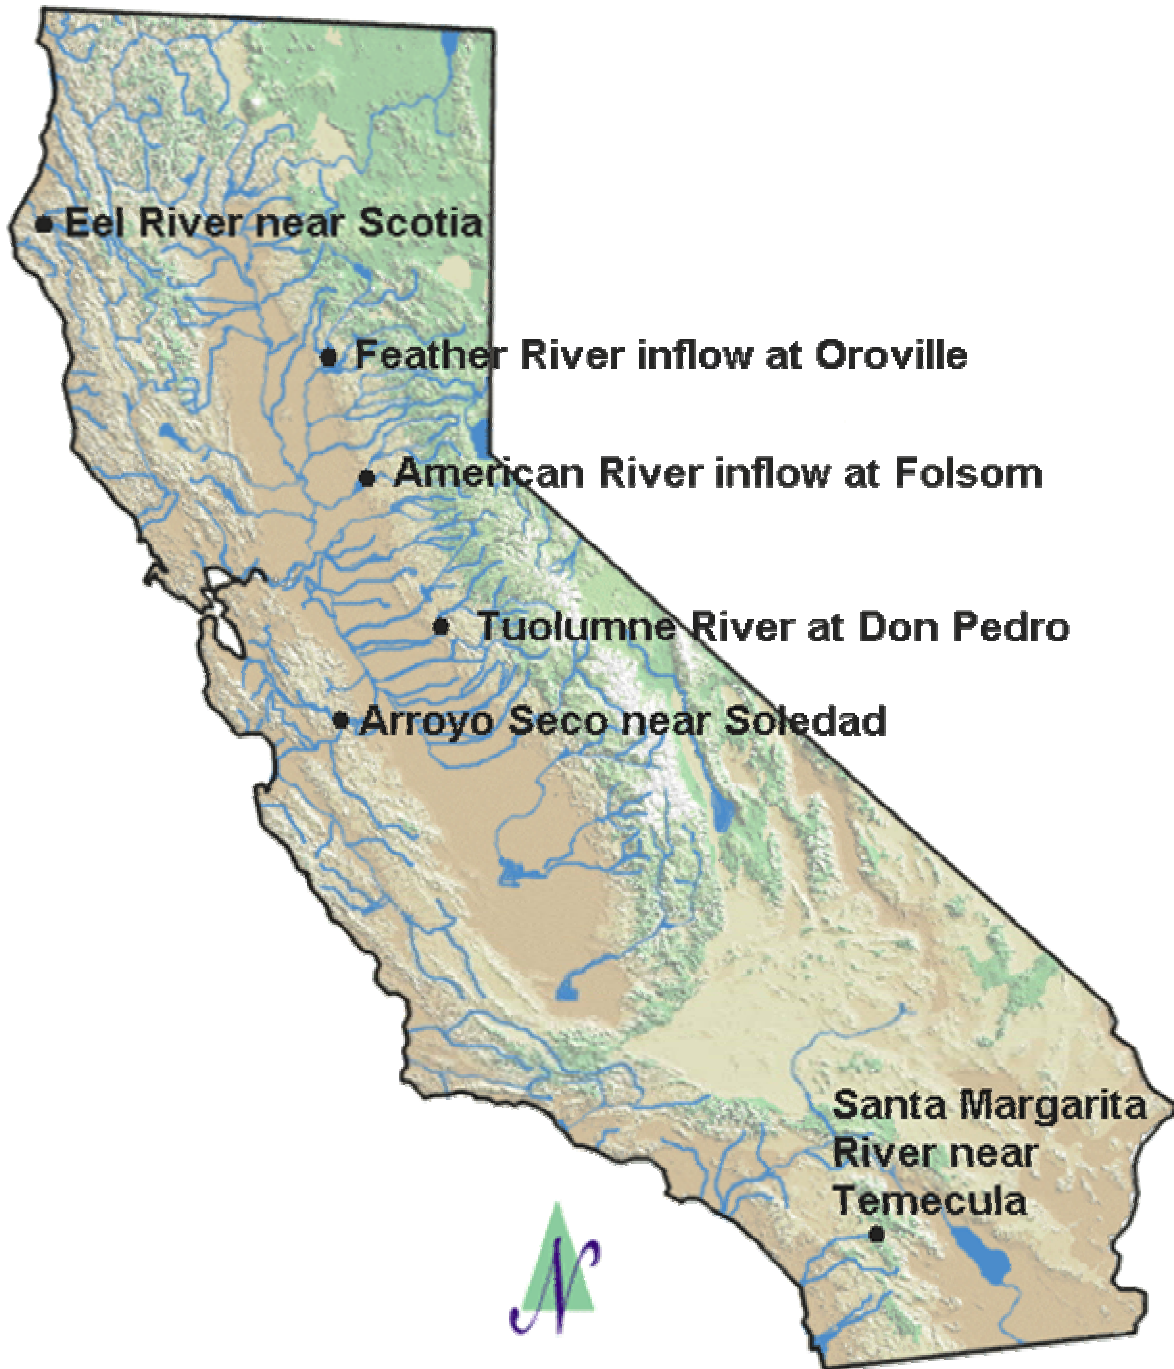 Eel River near Scotia
Feather River inflow at Oroville
American River inflow at Folsom
Tuolumne River at Don Pedro
Arroyo Seco near Soledad
Santa Margarita
River near
Temecula
N